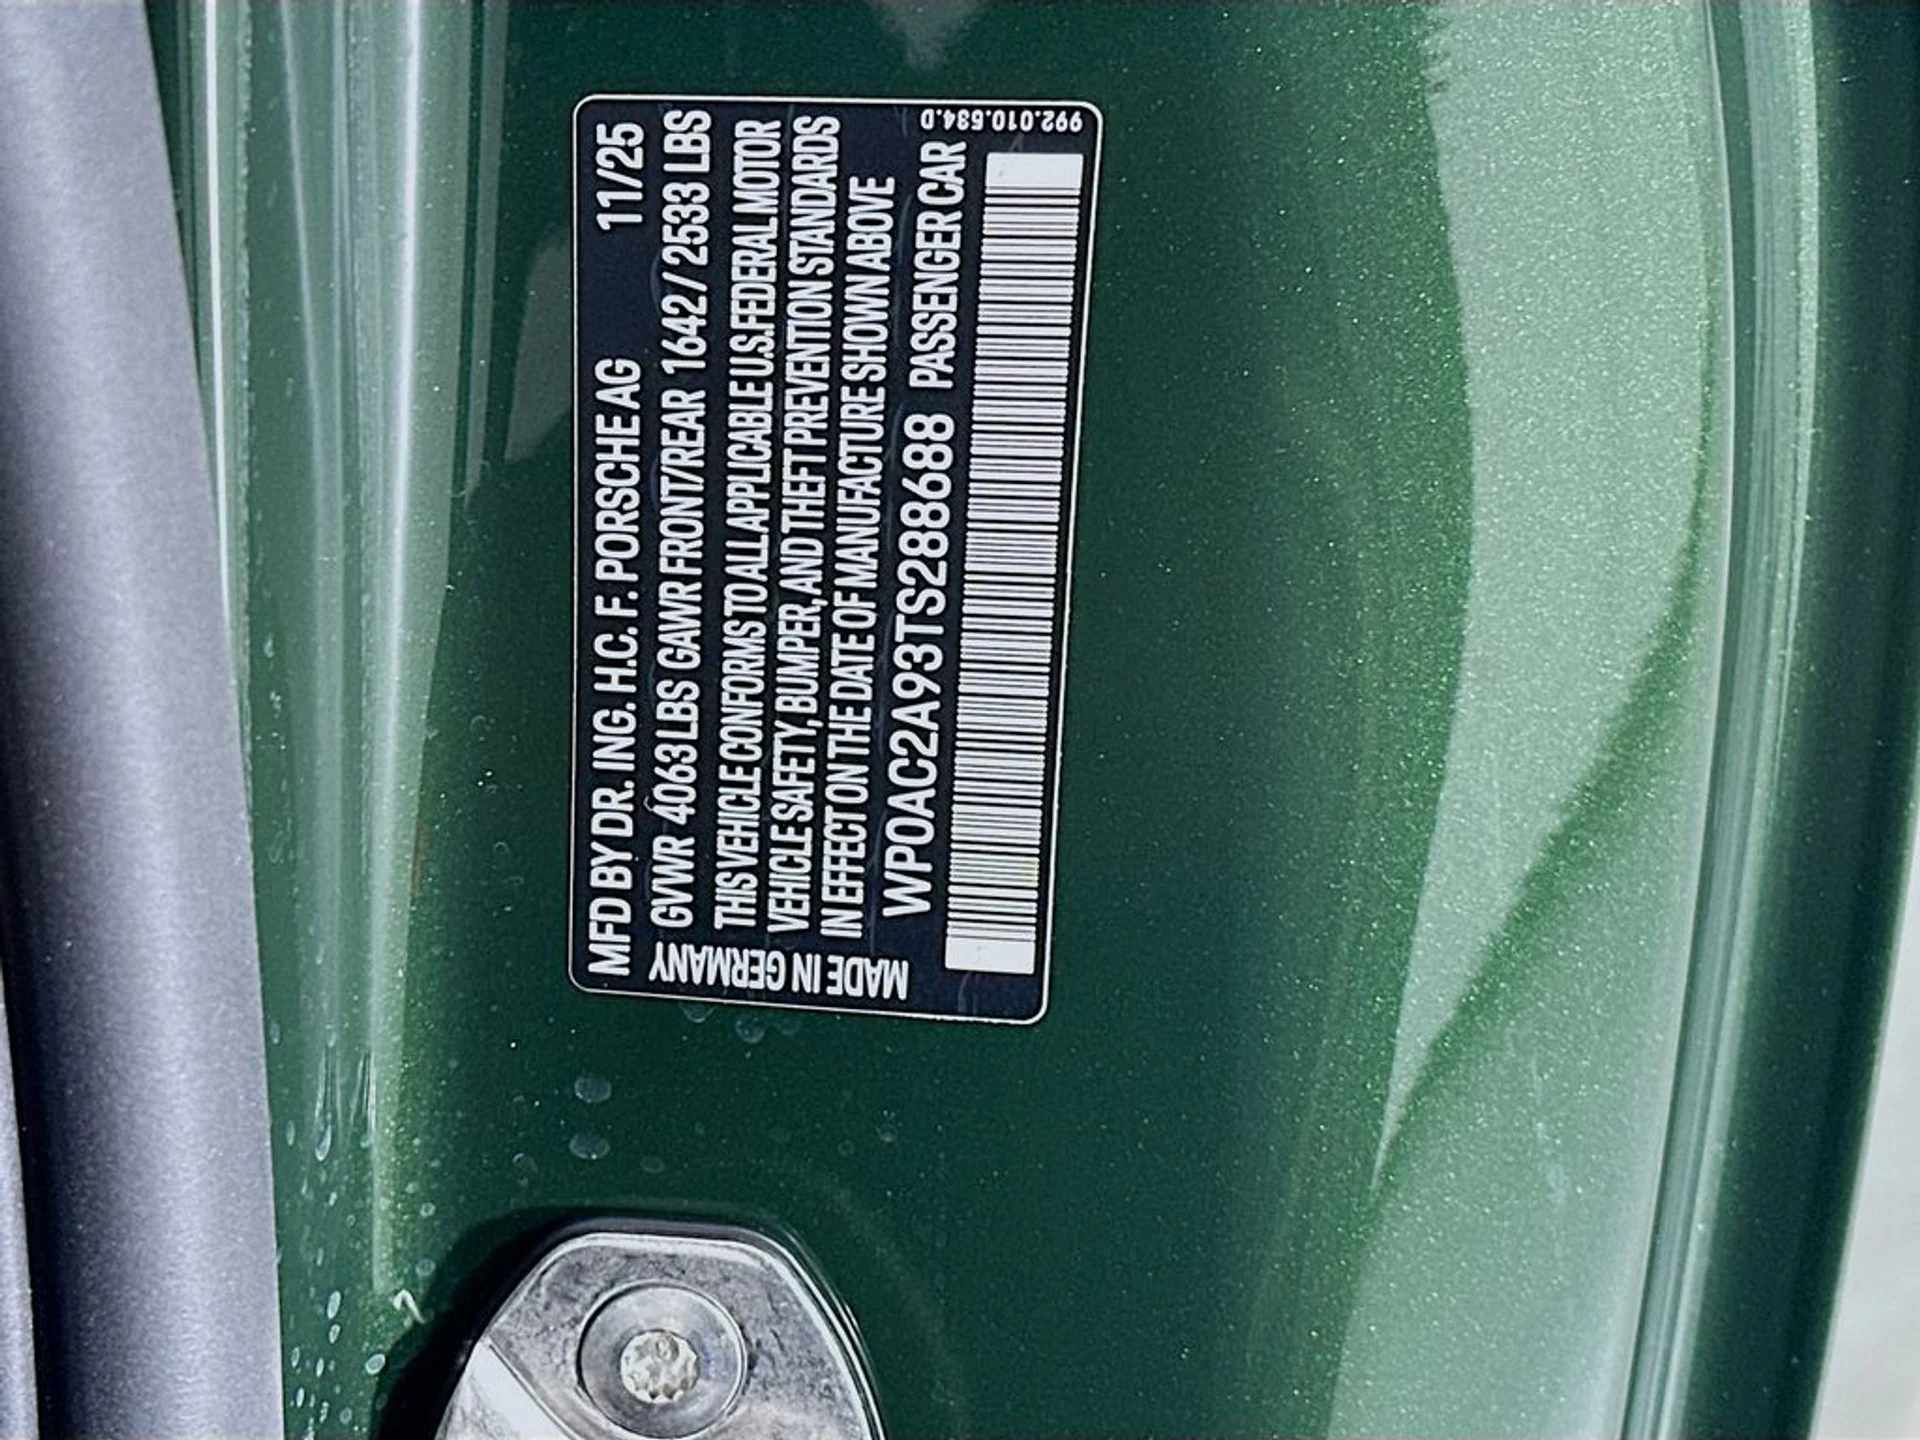 MFD BY DR. ING. H.C. F. PORSCHE AG 11/25
GVWR 4063 LBS GAWR FRONT/REAR 1642 / 2533 LBS
THIS VEHICLE CONFORMS TO ALL APPLICABLE U.S. FEDERAL MOTOR
VEHICLE SAFETY, BUMPER, AND THEFT PREVENTION STANDARDS
IN EFFECT ON THE DATE OF MANUFACTURE SHOWN ABOVE
WP0AC2A93TS288688 PASSENGER CAR
MADE IN GERMANY
992.010.584.D